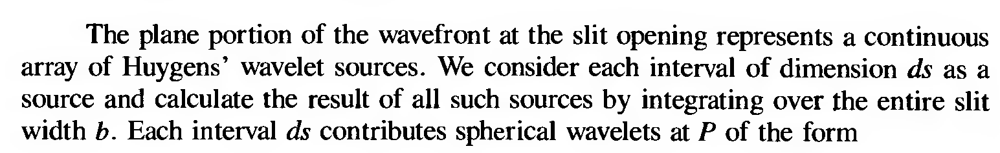 The plane portion of the wavefront at the slit opening represents a continuous
array of Huygens’ wavelet sources. We consider each interval of dimension ds as a
source and calculate the result of all such sources by integrating over the entire slit
width b. Each interval ds contributes spherical wavelets at P of the form